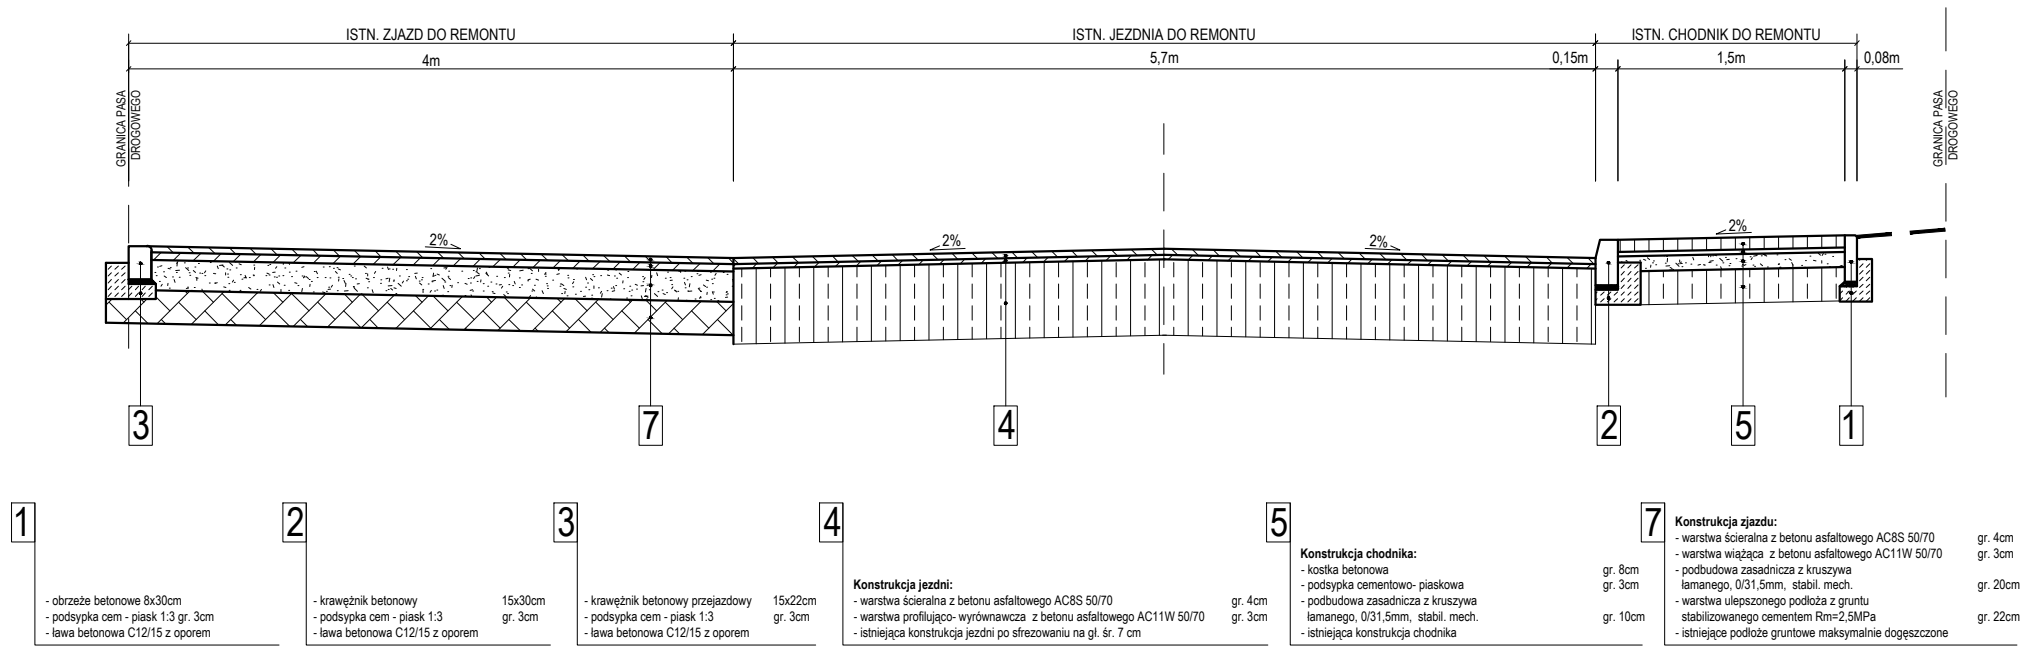 ISTN. ZJAZD DO REMONTU
ISTN. JEZDNIA DO REMONTU
ISTN. CHODNIK DO REMONTU
4m
5,7m
0,15m
1,5m
0,08m
GRANICA PASA
DROGOWEGO
GRANICA PASA
DROGOWEGO
2%
2%
2%
2%
3
7
4
2
5
1
1
- obrzeże betonowe 8x30cm
- podsypka cem - piask 1:3 gr. 3cm
- ława betonowa C12/15 z oporem
2
- krawężnik betonowy 15x30cm
- podsypka cem - piask 1:3 gr. 3cm
- ława betonowa C12/15 z oporem
3
- krawężnik betonowy przejazdowy 15x22cm
- podsypka cem - piask 1:3 gr. 3cm
- ława betonowa C12/15 z oporem
4
Konstrukcja jezdni:
- warstwa ścieralna z betonu asfaltowego AC8S 50/70 gr. 4cm
- warstwa profilująco- wyrównawcza z betonu asfaltowego AC11W 50/70 gr. 3cm
- istniejąca konstrukcja jezdni po sfrezowaniu na gł. śr. 7 cm
5
Konstrukcja chodnika:
- kostka betonowa gr. 8cm
- podsypka cementowo- piaskowa gr. 3cm
- podbudowa zasadnicza z kruszywa
łamanego, 0/31,5mm, stabil. mech. gr. 10cm
- istniejąca konstrukcja chodnika
7
Konstrukcja zjazdu:
- warstwa ścieralna z betonu asfaltowego AC8S 50/70 gr. 4cm
- warstwa wiążąca z betonu asfaltowego AC11W 50/70 gr. 3cm
- podbudowa zasadnicza z kruszywa
łamanego, 0/31,5mm, stabil. mech. gr. 20cm
- warstwa ulepszonego podłoża z gruntu
stabilizowanego cementem Rm=2,5MPa gr. 22cm
- istniejące podłoże gruntowe maksymalnie dogęszczone